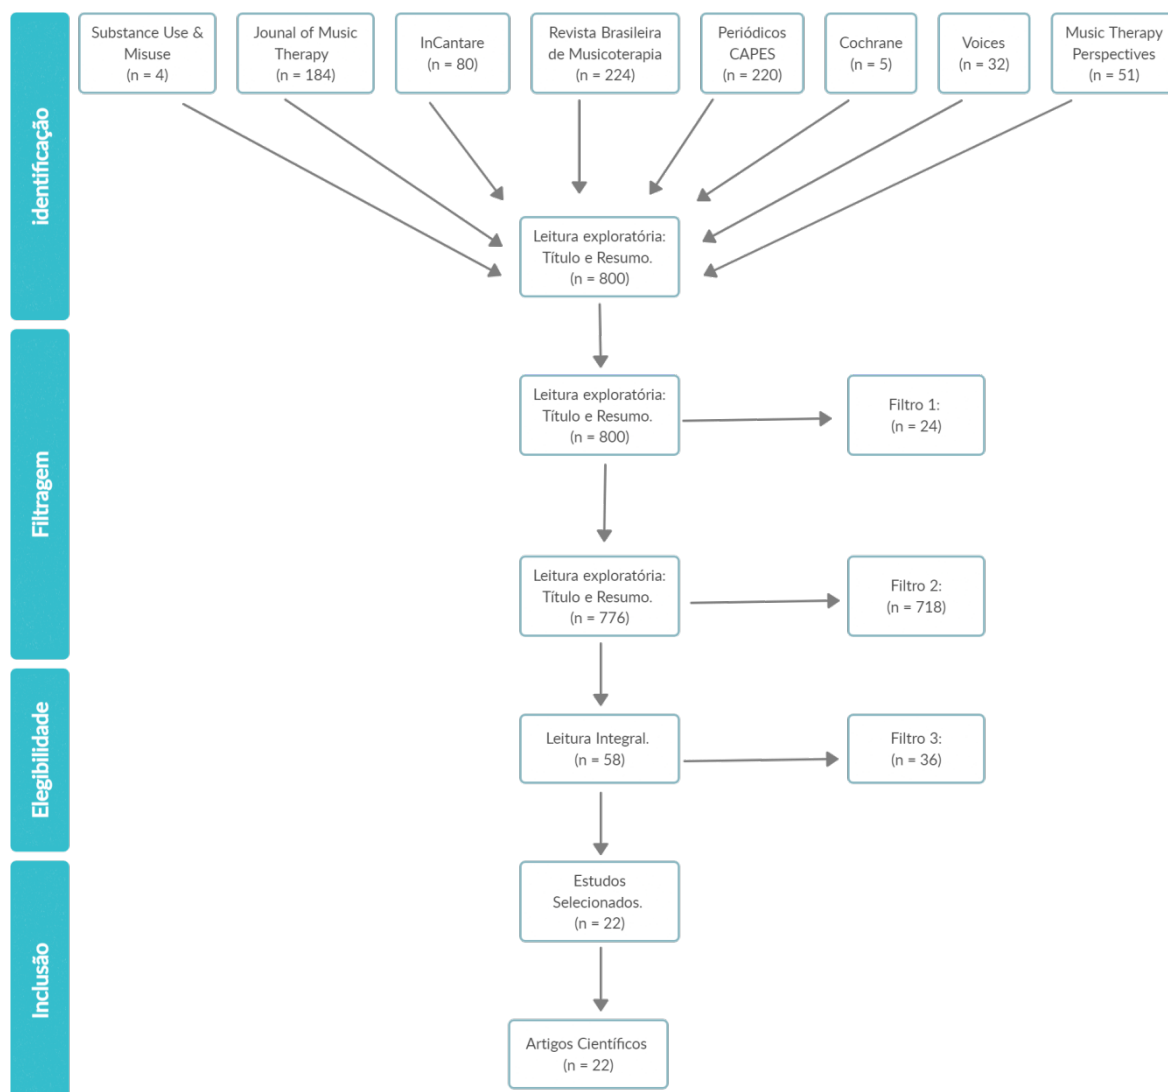 identificação
Substance Use &
Misuse
(n = 4)
Jounal of Music
Therapy
(n = 184)
InCantare
(n = 80)
Revista Brasileira
de Musicoterapia
(n = 224)
Periódicos
CAPES
(n = 220)
Cochrane
(n = 5)
Voices
(n = 32)
Music Therapy
Perspectives
(n = 51)
Leitura exploratória:
Título e Resumo.
(n = 800)
Filtragem
Leitura exploratória:
Título e Resumo.
(n = 800)
Filtro 1:
(n = 24)
Leitura exploratória:
Título e Resumo.
(n = 776)
Filtro 2:
(n = 718)
Elegibilidade
Leitura Integral.
(n = 58)
Filtro 3:
(n = 36)
Inclusão
Estudos
Selecionados.
(n = 22)
Artigos Científicos
(n = 22)